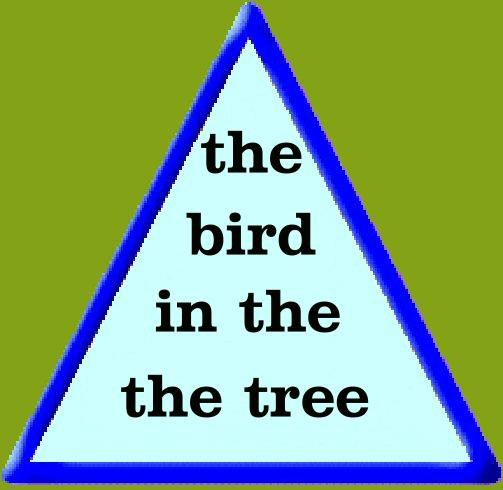 the
bird
in the
the tree